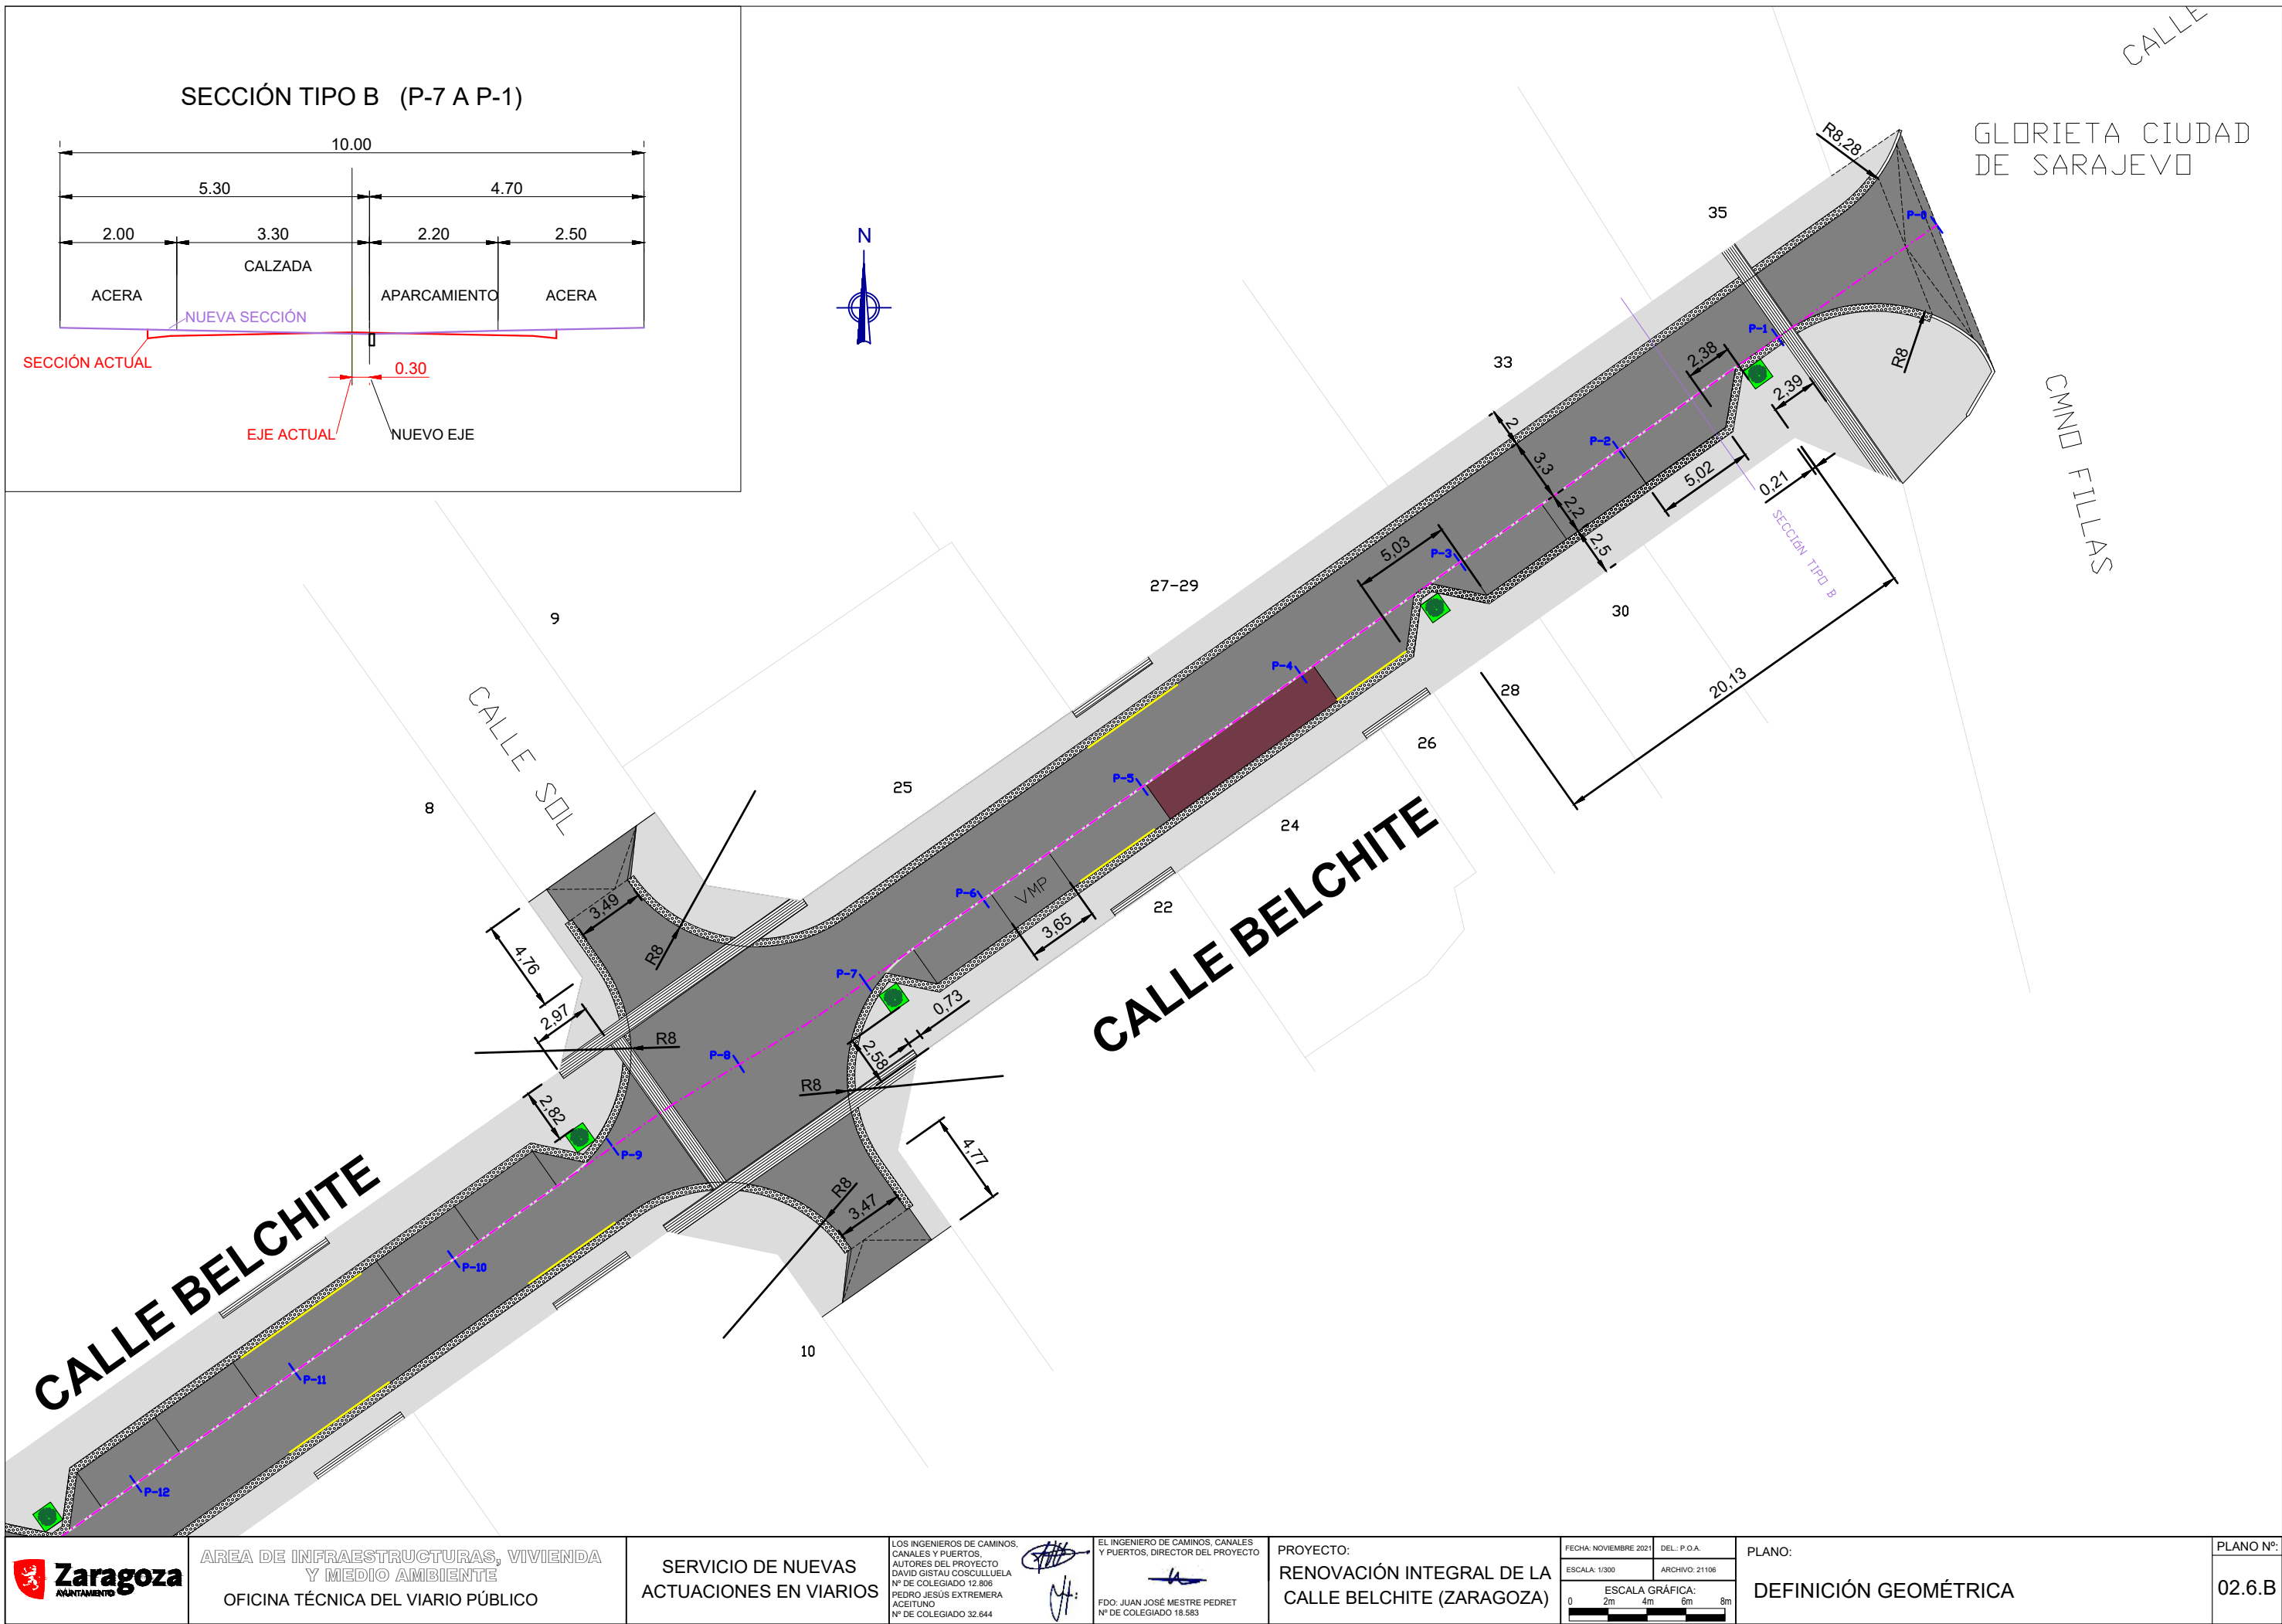 SECCIÓN TIPO B (P-7 A P-1)
10.00
5.30
4.70
2.00
3.30
2.20
2.50
CALZADA
ACERA
APARCAMIENTO
ACERA
NUEVA SECCIÓN
SECCIÓN ACTUAL
0.30
EJE ACTUAL
NUEVO EJE
N
CALLE
GLORIETA CIUDAD
DE SARAJEVO
R8,28
P-0
35
P-1
R8
2,38
2,39
CMNO FILLAS
33
2
3,3
2,2
2,5
P-2
5,02
0,21
SECCIÓN TIPO B
5,03
P-3
30
27-29
20,13
28
P-4
26
9
CALLE SOL
8
25
P-5
24
CALLE BELCHITE
22
VMP
P-6
3,65
3,49
R8
4,76
P-7
0,73
2,97
R8
2,58
P-8
R8
2,82
P-9
4,77
R8
3,47
10
CALLE BELCHITE
P-10
P-11
P-12
Zaragoza
AYUNTAMIENTO
AREA DE INFRAESTRUCTURAS, VIVIENDA
Y MEDIO AMBIENTE
OFICINA TÉCNICA DEL VIARIO PÚBLICO
SERVICIO DE NUEVAS
ACTUACIONES EN VIARIOS
LOS INGENIEROS DE CAMINOS,
CANALES Y PUERTOS,
AUTORES DEL PROYECTO
DAVID GISTAU COSCULLUELA
Nº DE COLEGIADO 12.806
PEDRO JESÚS EXTREMERA
ACEITUNO
Nº DE COLEGIADO 32.644
EL INGENIERO DE CAMINOS, CANALES
Y PUERTOS, DIRECTOR DEL PROYECTO
FDO: JUAN JOSÉ MESTRE PEDRET
Nº DE COLEGIADO 18.583
PROYECTO:
RENOVACIÓN INTEGRAL DE LA
CALLE BELCHITE (ZARAGOZA)
FECHA: NOVIEMBRE 2021
DEL.: P.O.A.
ESCALA: 1/300
ARCHIVO: 21106
ESCALA GRÁFICA:
0 2m 4m 6m 8m
PLANO:
DEFINICIÓN GEOMÉTRICA
PLANO Nº:
02.6.B